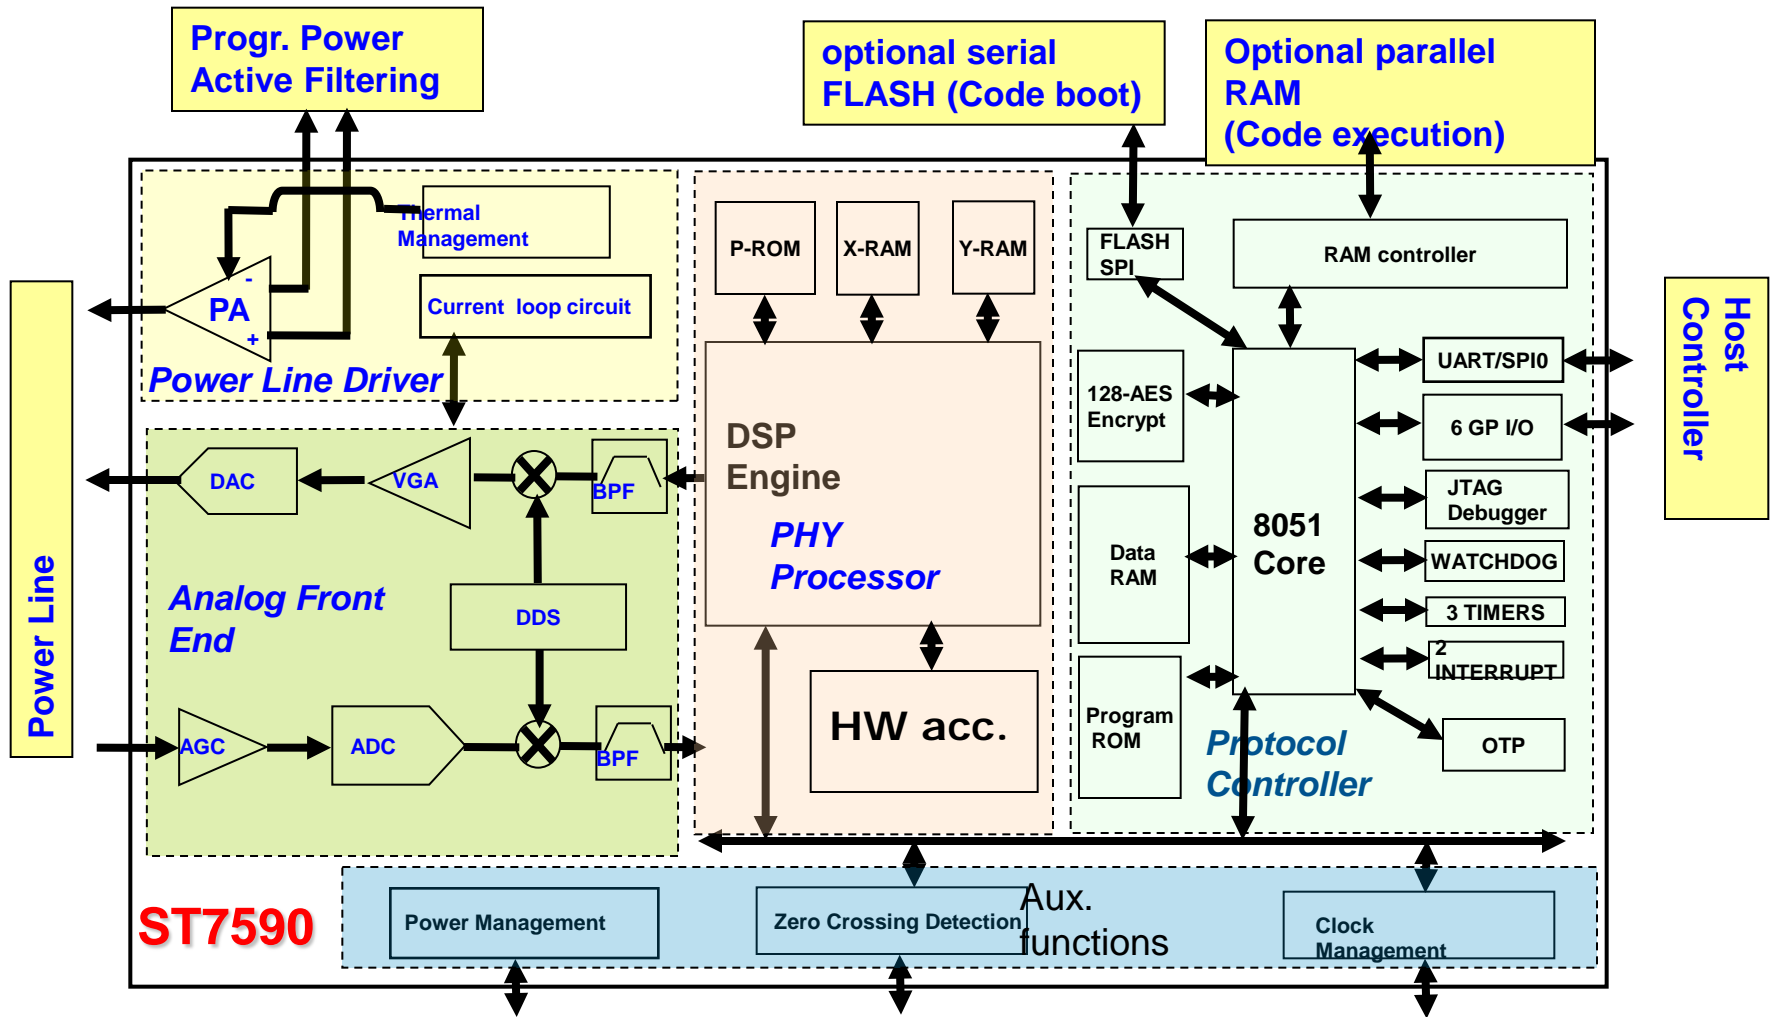 Progr. Power
Active Filtering
optional serial
FLASH (Code boot)
Optional parallel
RAM
(Code execution)
Thermal
Management
PA
-
+
Current loop circuit
Power Line Driver
P-ROM
X-RAM
Y-RAM
FLASH
SPI
RAM controller
Host
Controller
Power Line
DAC
VGA
BPF
DSP
Engine
PHY
Processor
128-AES
Encrypt
8051
Core
UART/SPI0
6 GP I/O
JTAG
Debugger
WATCHDOG
3 TIMERS
2
INTERRUPT
OTP
Data
RAM
Program
ROM
Protocol
Controller
Analog Front
End
DDS
AGC
ADC
BPF
HW acc.
ST7590
Power Management
Zero Crossing Detection
Aux.
functions
Clock
Management